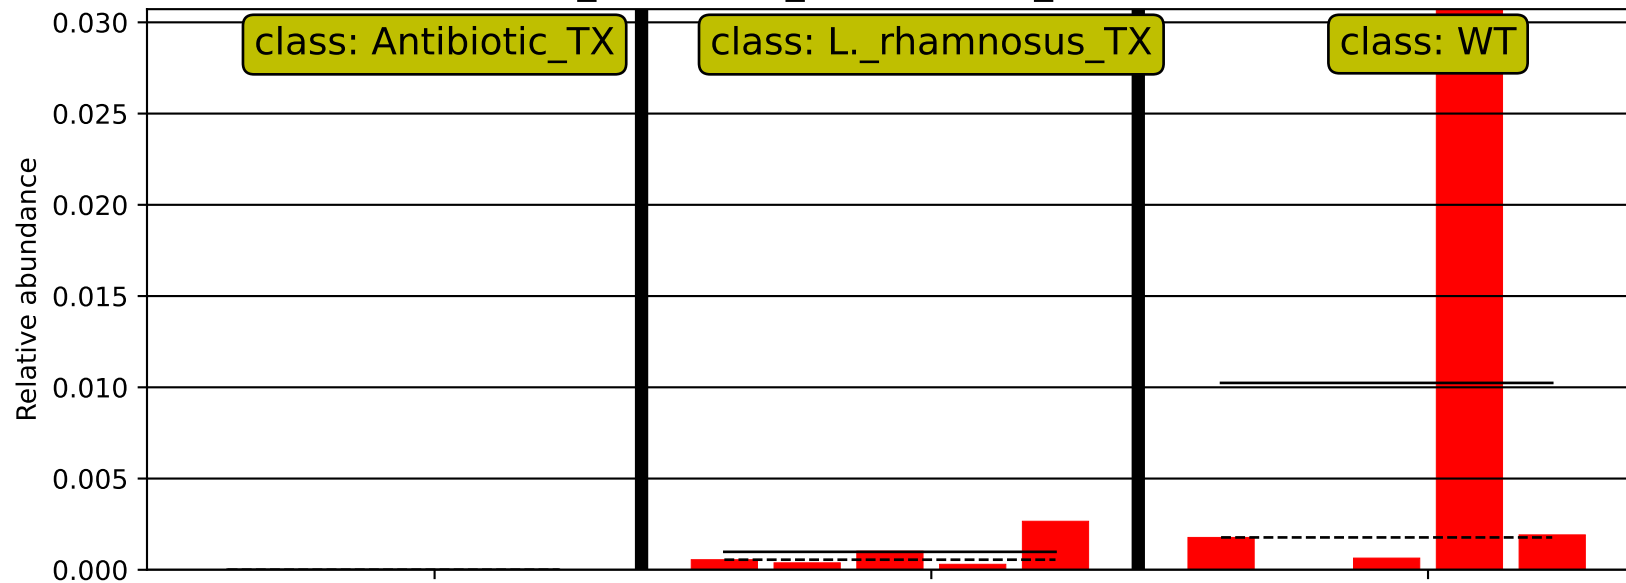 0.030
class: Antibiotic_TX
class: L._rhamnosus_TX
class: WT
0.025
0.020
0.015
0.010
0.005
0.000
Relative abundance